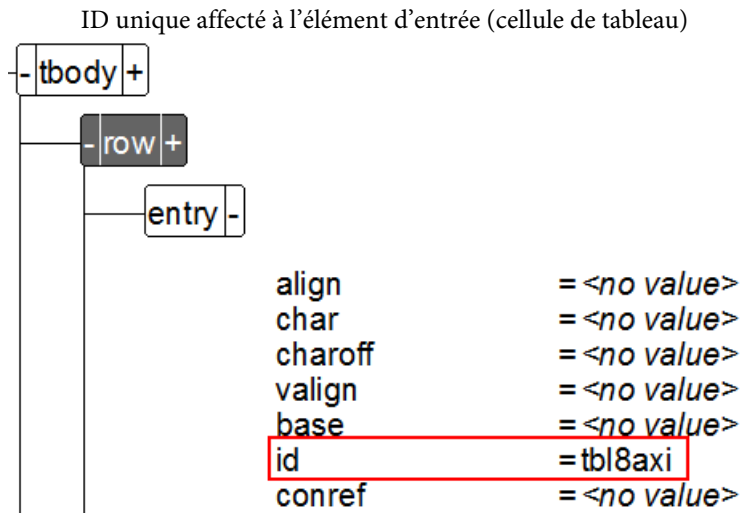 ID unique affecté à l’élément d’entrée (cellule de tableau)
- tbody +
- row +
entry -
align = <no value>
char = <no value>
charoff = <no value>
valign = <no value>
base = <no value>
id = tbl8axi
conref = <no value>